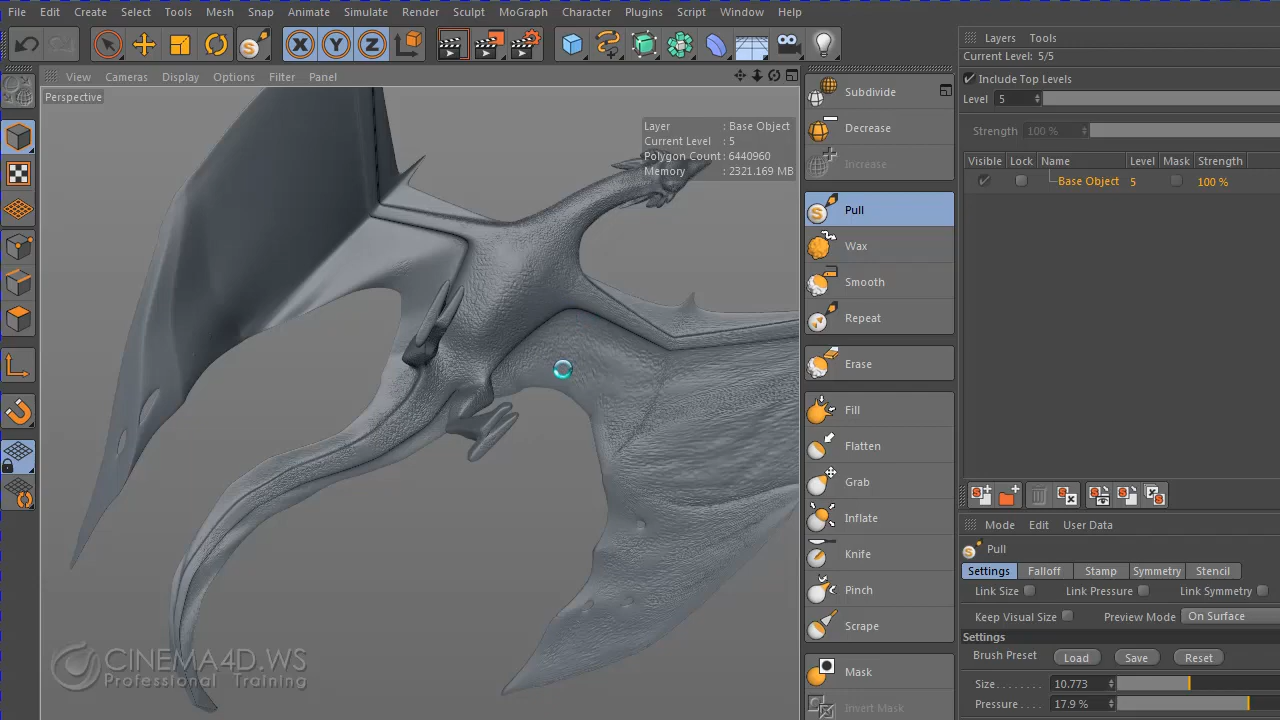 File Edit Create Select Tools Mesh Snap Animate Simulate Render Sculpt MoGraph Character Plugins Script Window Help
View Cameras Display Options Filter Panel
Perspective
Layer : Base Object
Current Level : 5
Polygon Count : 6440960
Memory : 2321.169 MB
CINEMA4D.WS
Professional Training
Subdivide
Decrease
Increase
Pull
Wax
Smooth
Repeat
Erase
Fill
Flatten
Grab
Inflate
Knife
Pinch
Scrape
Mask
Invert Mask
Layers Tools
Current Level: 5/5
Include Top Levels
Level 5
Strength 100 %
Visible Lock Name Level Mask Strength
Base Object 5 100 %
Mode Edit User Data
Pull
Settings Falloff Stamp Symmetry Stencil
Link Size Link Pressure Link Symmetry
Keep Visual Size Preview Mode On Surface
Settings
Brush Preset Load Save Reset
Size........ 10.773
Pressure.... 17.9 %